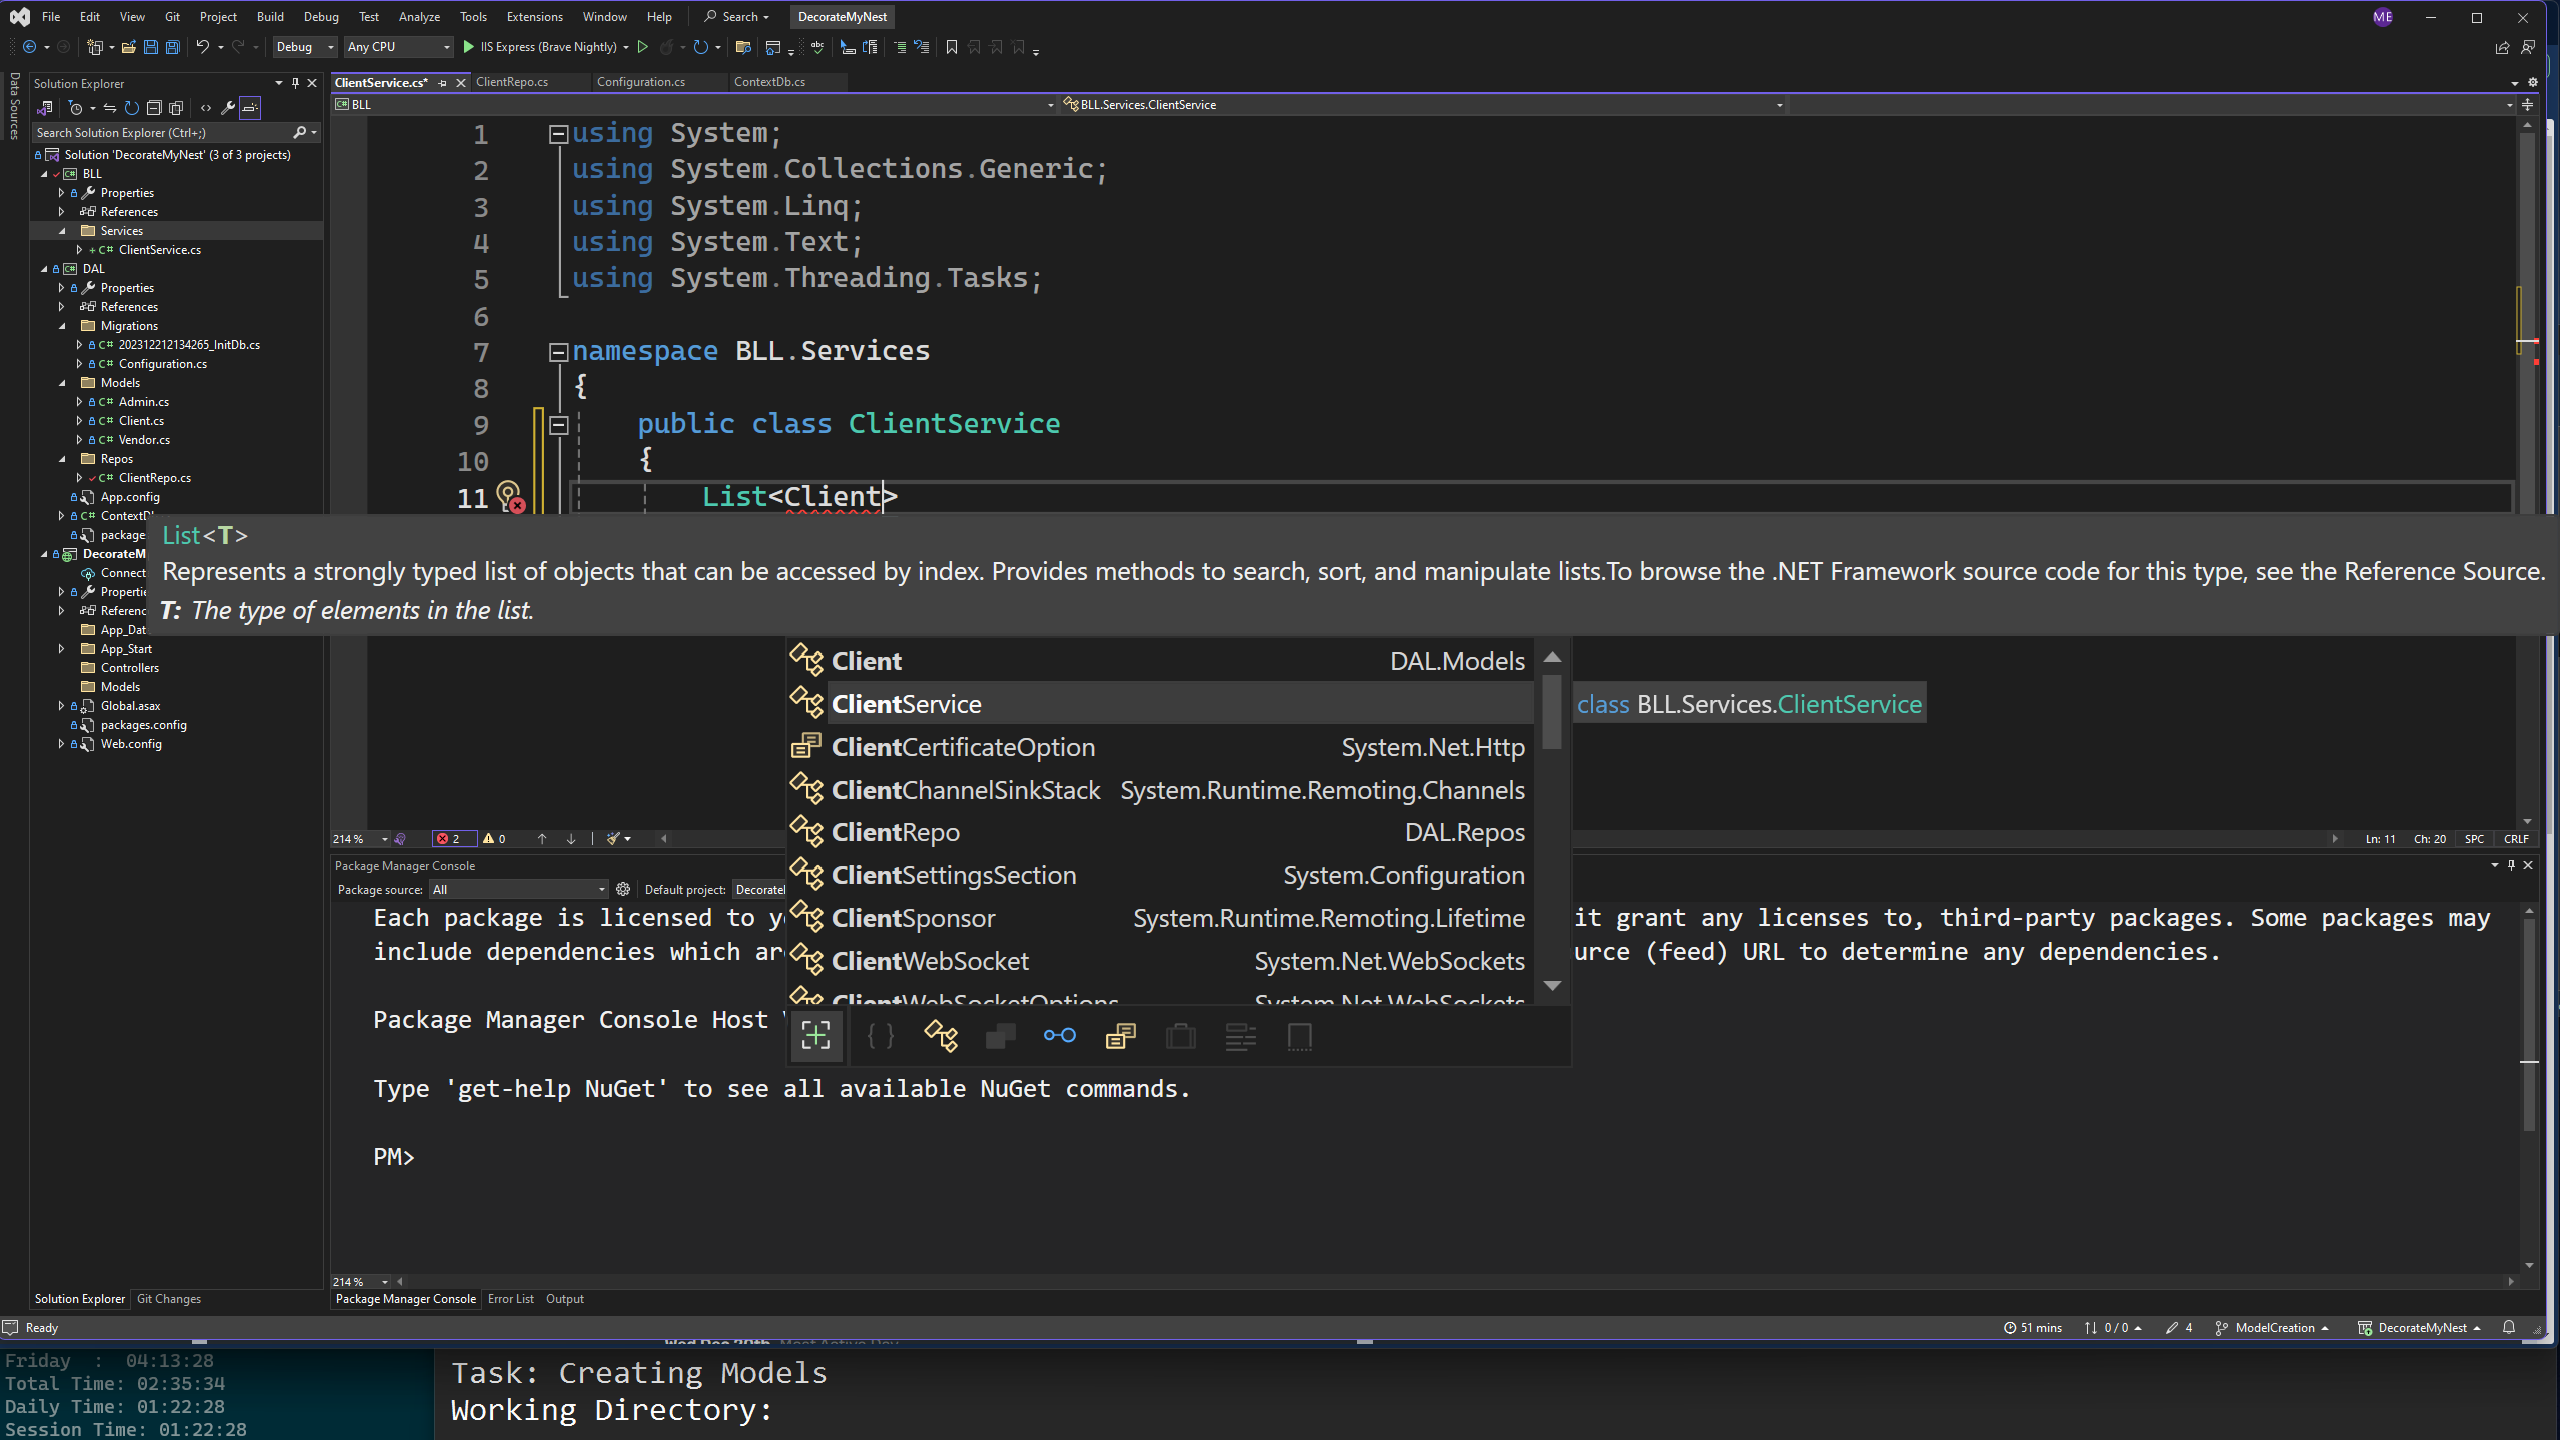 File Edit View Git Project Build Debug Test Analyze Tools Extensions Window Help Search DecorateMyNest ME
Debug Any CPU IIS Express (Brave Nightly)
Data Sources
Solution Explorer
Search Solution Explorer (Ctrl+;)
Solution 'DecorateMyNest' (3 of 3 projects)
BLL
Properties
References
Services
C# ClientService.cs
DAL
Properties
References
Migrations
C# 202312212134265_InitDb.cs
C# Configuration.cs
Models
C# Admin.cs
C# Client.cs
C# Vendor.cs
Repos
C# ClientRepo.cs
App.config
C# ContextD
package
DecorateM
Connect
Properti
Referenc
App_Dat
App_Start
Controllers
Models
Global.asax
packages.config
Web.config
ClientService.cs* ClientRepo.cs Configuration.cs ContextDb.cs
C# BLL BLL.Services.ClientService
1 using System;
2 using System.Collections.Generic;
3 using System.Linq;
4 using System.Text;
5 using System.Threading.Tasks;
6
7 namespace BLL.Services
8 {
9 public class ClientService
10 {
11 List<Client>
List<T>
Represents a strongly typed list of objects that can be accessed by index. Provides methods to search, sort, and manipulate lists.To browse the .NET Framework source code for this type, see the Reference Source.
T: The type of elements in the list.
Client DAL.Models
ClientService class BLL.Services.ClientService
ClientCertificateOption System.Net.Http
ClientChannelSinkStack System.Runtime.Remoting.Channels
ClientRepo DAL.Repos
ClientSettingsSection System.Configuration
ClientSponsor System.Runtime.Remoting.Lifetime
ClientWebSocket System.Net.WebSockets
ClientWebSocketOptions System.Net.WebSockets
214 % 2 0 Ln: 11 Ch: 20 SPC CRLF
Package Manager Console
Package source: All Default project: Decorate
Each package is licensed to y it grant any licenses to, third-party packages. Some packages may
include dependencies which ar urce (feed) URL to determine any dependencies.
Package Manager Console Host
Type 'get-help NuGet' to see all available NuGet commands.
PM>
214 %
Solution Explorer Git Changes Package Manager Console Error List Output
Ready 51 mins 0 / 0 4 ModelCreation DecorateMyNest
Wed Dec 20th Most Active Day
Friday : 04:13:28
Total Time: 02:35:34
Daily Time: 01:22:28
Session Time: 01:22:28
Task: Creating Models
Working Directory: